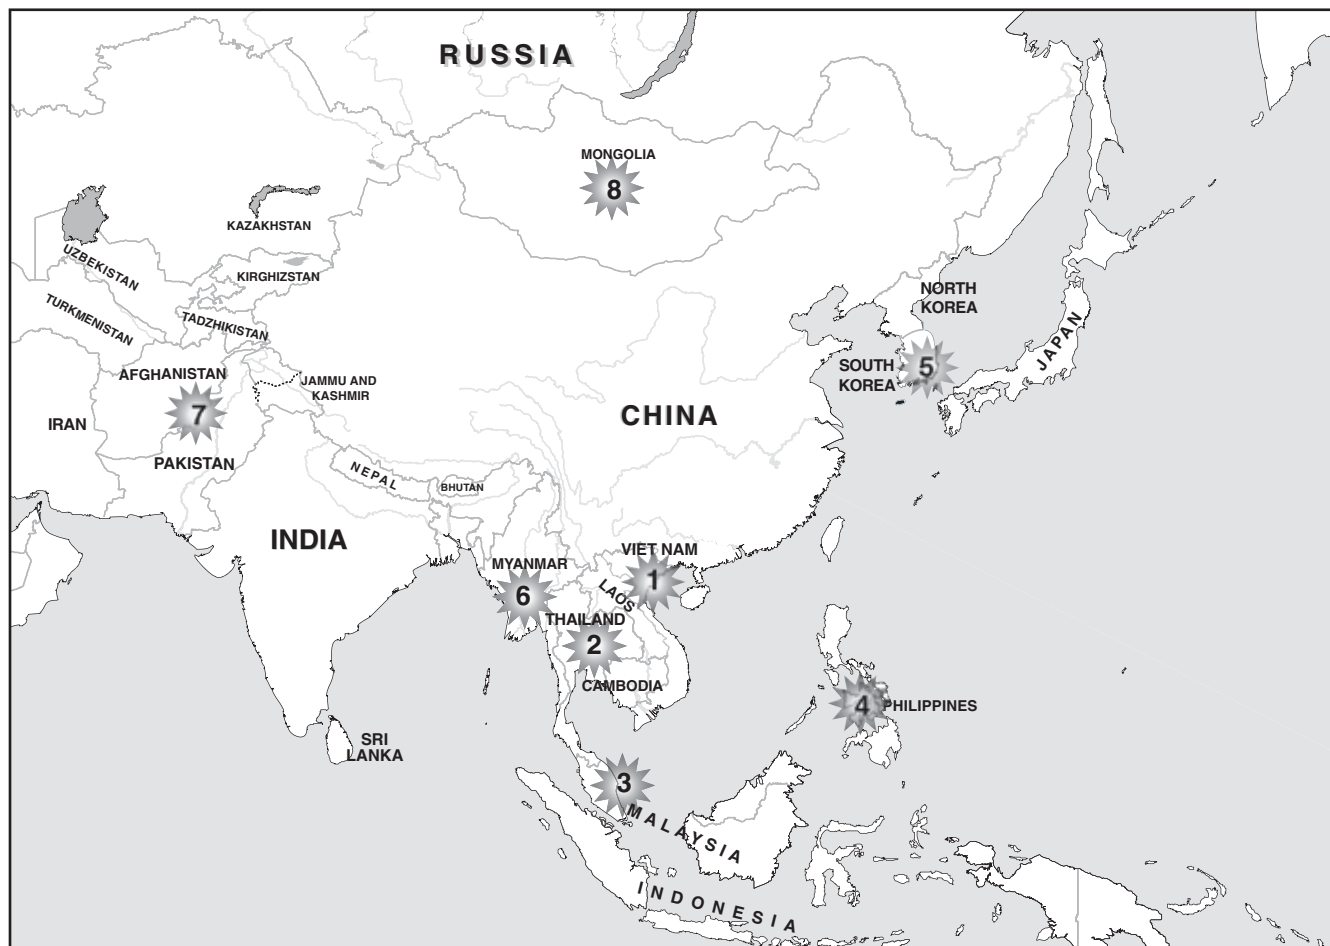 RUSSIA
MONGOLIA
8
KAZAKHSTAN
UZBEKISTAN
KIRGHIZSTAN
TURKMENISTAN
TADZHIKISTAN
NORTH
KOREA
JAPAN
SOUTH
KOREA
5
AFGHANISTAN
JAMMU AND
KASHMIR
7
IRAN
CHINA
PAKISTAN
NEPAL
BHUTAN
INDIA
VIET NAM
1
MYANMAR
6
LAOS
THAILAND
2
CAMBODIA
4
PHILIPPINES
SRI
LANKA
3
MALAYSIA
INDONESIA